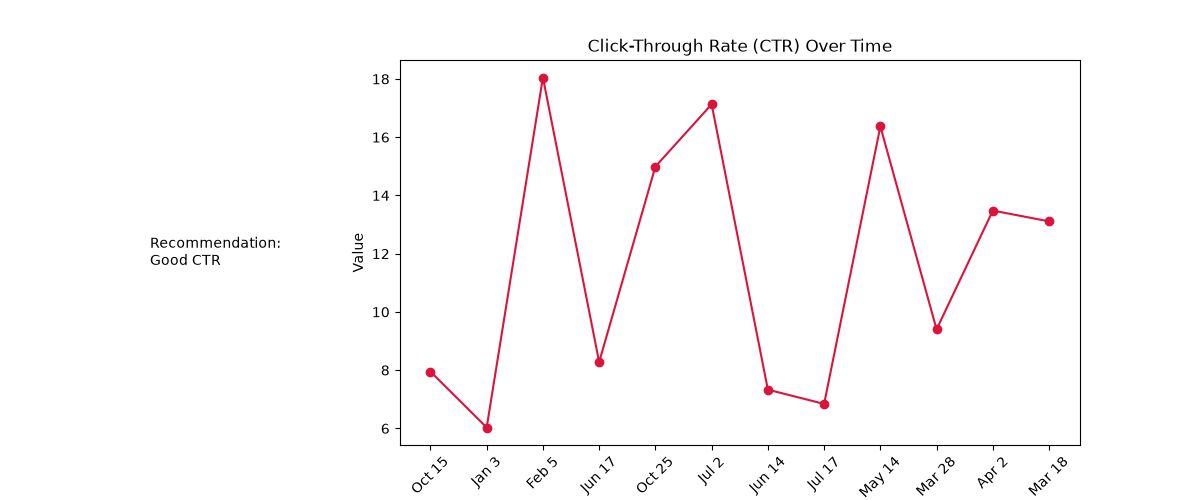 Click-Through Rate (CTR) Over Time
Recommendation:
Good CTR
Value
18
16
14
12
10
8
6
Oct 15
Jan 3
Feb 5
Jun 17
Oct 25
Jul 2
Jun 14
Jul 17
May 14
Mar 28
Apr 2
Mar 18